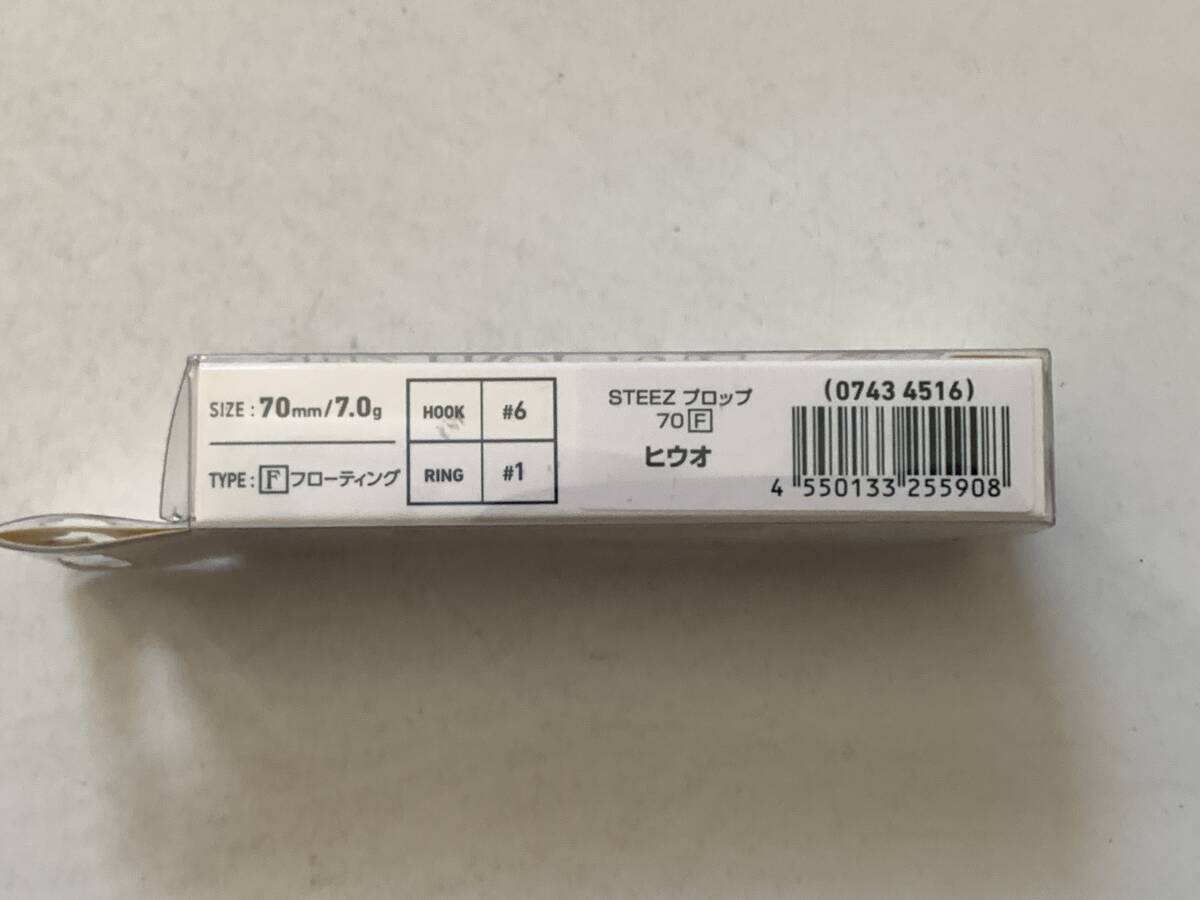 SIZE : 70mm/7.0g
TYPE : F フローティング
HOOK #6
RING #1
STEEZ プロップ
70 F
ヒウオ
(0743 4516)
4 550133 255908